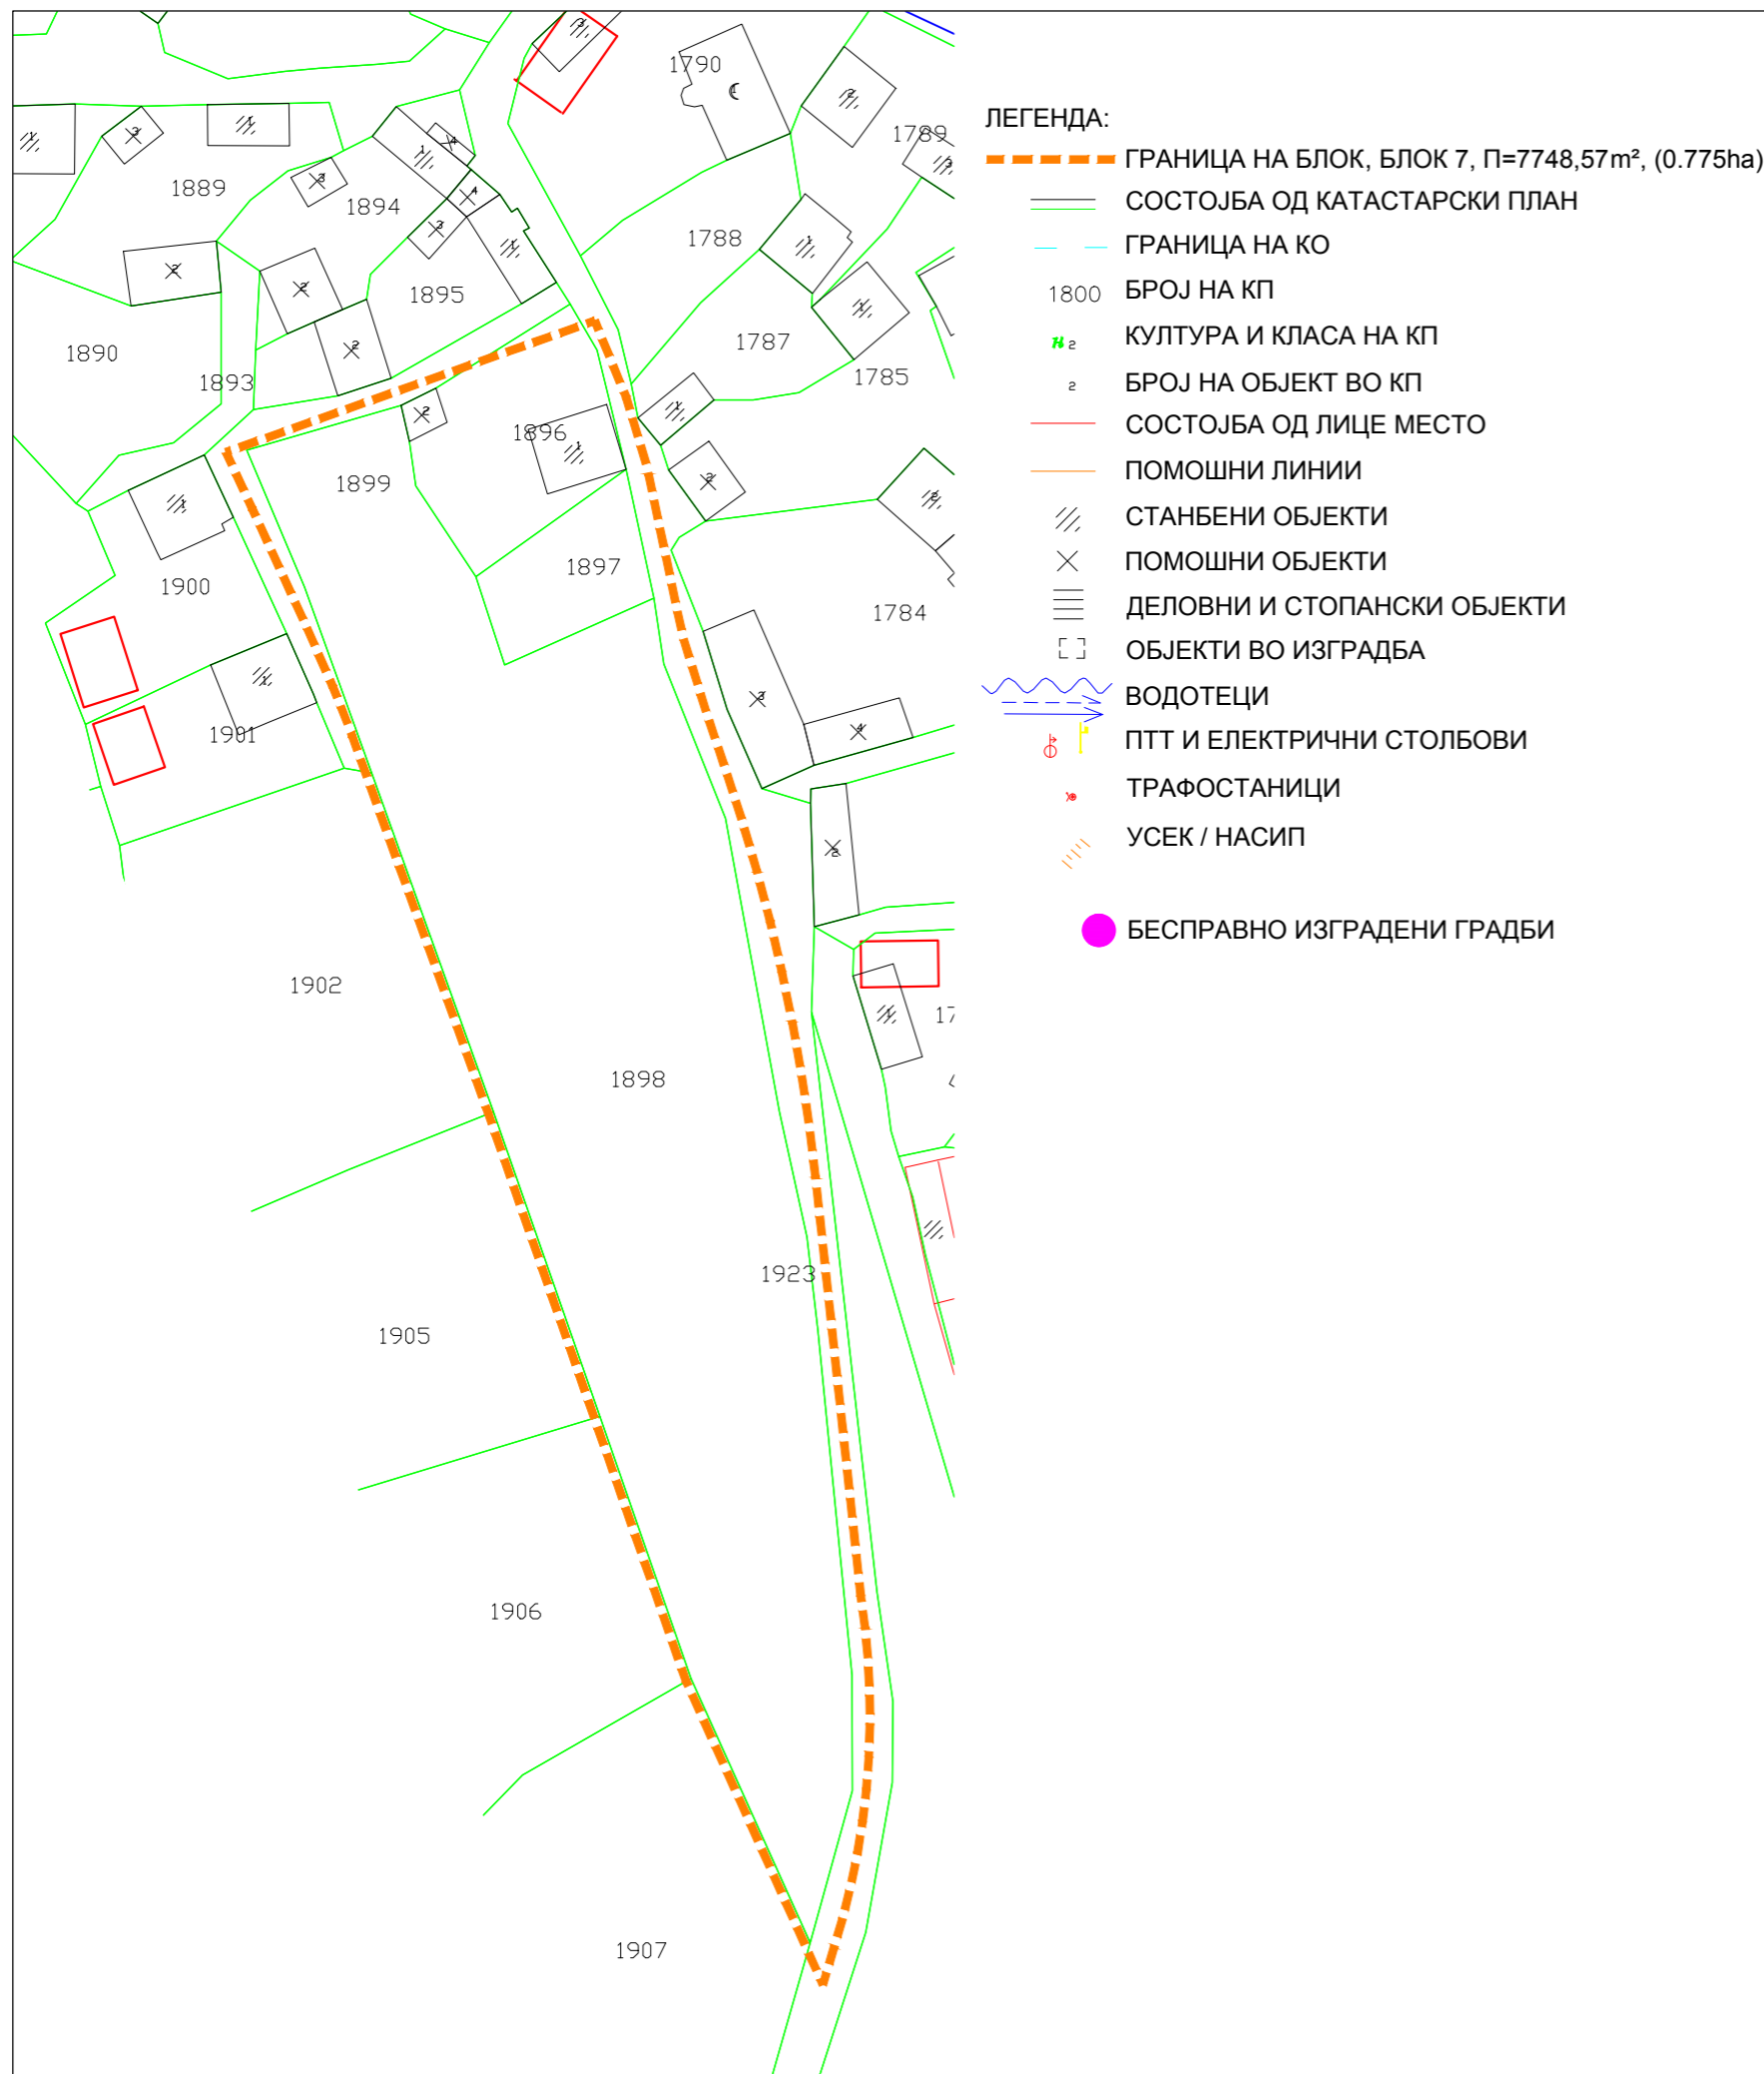 1790
1789
1889
1894
1788
1895
1787
1890
1893
1785
1896
1899
1897
1900
1784
1901
1902
17
1898
1923
1905
1906
1907
ЛЕГЕНДА:
ГРАНИЦА НА БЛОК, БЛОК 7, П=7748,57m², (0.775ha)
СОСТОЈБА ОД КАТАСТАРСКИ ПЛАН
ГРАНИЦА НА КО
1800 БРОЈ НА КП
Н 2 КУЛТУРА И КЛАСА НА КП
2 БРОЈ НА ОБЈЕКТ ВО КП
СОСТОЈБА ОД ЛИЦЕ МЕСТО
ПОМОШНИ ЛИНИИ
СТАНБЕНИ ОБЈЕКТИ
ПОМОШНИ ОБЈЕКТИ
ДЕЛОВНИ И СТОПАНСКИ ОБЈЕКТИ
ОБЈЕКТИ ВО ИЗГРАДБА
ВОДОТЕЦИ
ПТТ И ЕЛЕКТРИЧНИ СТОЛБОВИ
ТРАФОСТАНИЦИ
УСЕК / НАСИП
БЕСПРАВНО ИЗГРАДЕНИ ГРАДБИ